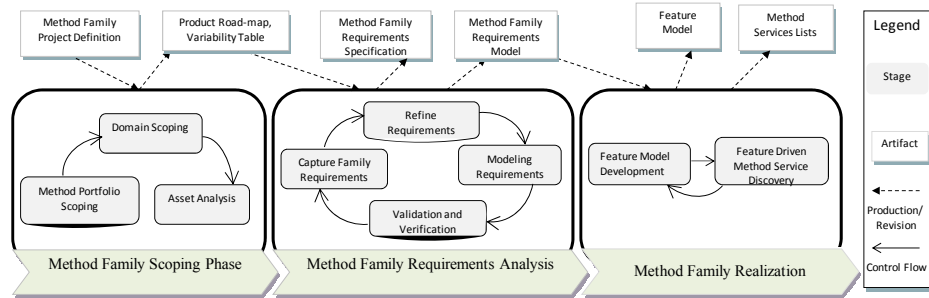 Method Family
Project Definition
Product Road-map,
Variability Table
Method Family
Requirements
Specification
Method Family
Requirements
Model
Feature
Model
Method
Services Lists
Legend
Stage
Artifact
Production/
Revision
Control Flow
Domain Scoping
Method Portfolio
Scoping
Asset Analysis
Method Family Scoping Phase
Refine
Requirements
Capture Family
Requirements
Modeling
Requirements
Validation and
Verification
Method Family Requirements Analysis
Feature Model
Development
Feature Driven
Method Service
Discovery
Method Family Realization